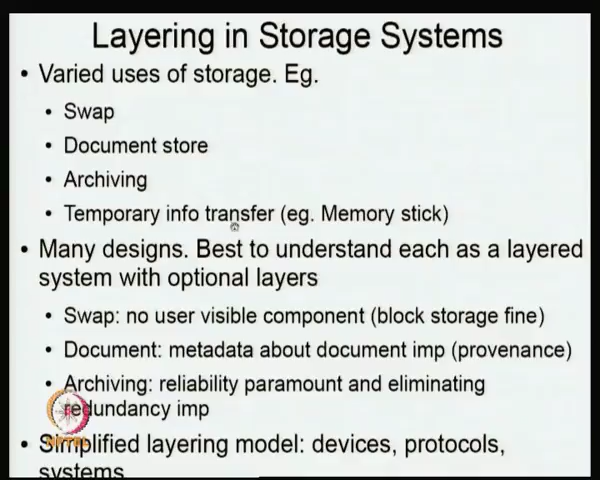 Layering in Storage Systems
• Varied uses of storage. Eg.
• Swap
• Document store
• Archiving
• Temporary info transfer (eg. Memory stick)
• Many designs. Best to understand each as a layered
system with optional layers
• Swap: no user visible component (block storage fine)
• Document: metadata about document imp (provenance)
• Archiving: reliability paramount and eliminating
redundancy imp
• Simplified layering model: devices, protocols,
systems
NPTEL